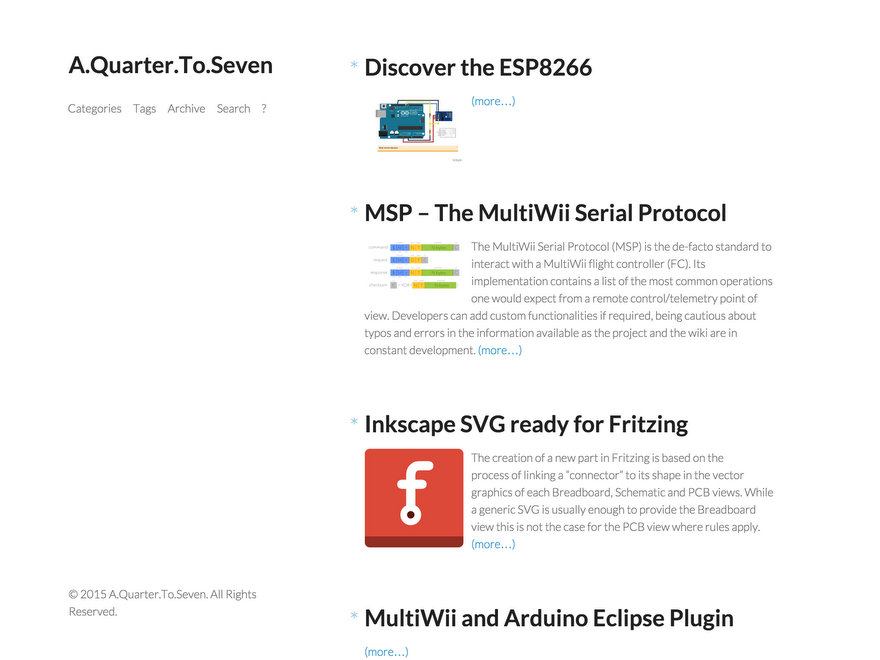 A.Quarter.To.Seven
Categories Tags Archive Search ?
* Discover the ESP8266
(more…)
* MSP – The MultiWii Serial Protocol
The MultiWii Serial Protocol (MSP) is the de-facto standard to
interact with a MultiWii flight controller (FC). Its
implementation contains a list of the most common operations
one would expect from a remote control/telemetry point of
view. Developers can add custom functionalities if required, being cautious about
typos and errors in the information available as the project and the wiki are in
constant development. (more…)
* Inkscape SVG ready for Fritzing
The creation of a new part in Fritzing is based on the
process of linking a “connector” to its shape in the vector
graphics of each Breadboard, Schematic and PCB views. While
a generic SVG is usually enough to provide the Breadboard
view this is not the case for the PCB view where rules apply.
(more…)
* MultiWii and Arduino Eclipse Plugin
(more…)
© 2015 A.Quarter.To.Seven. All Rights
Reserved.